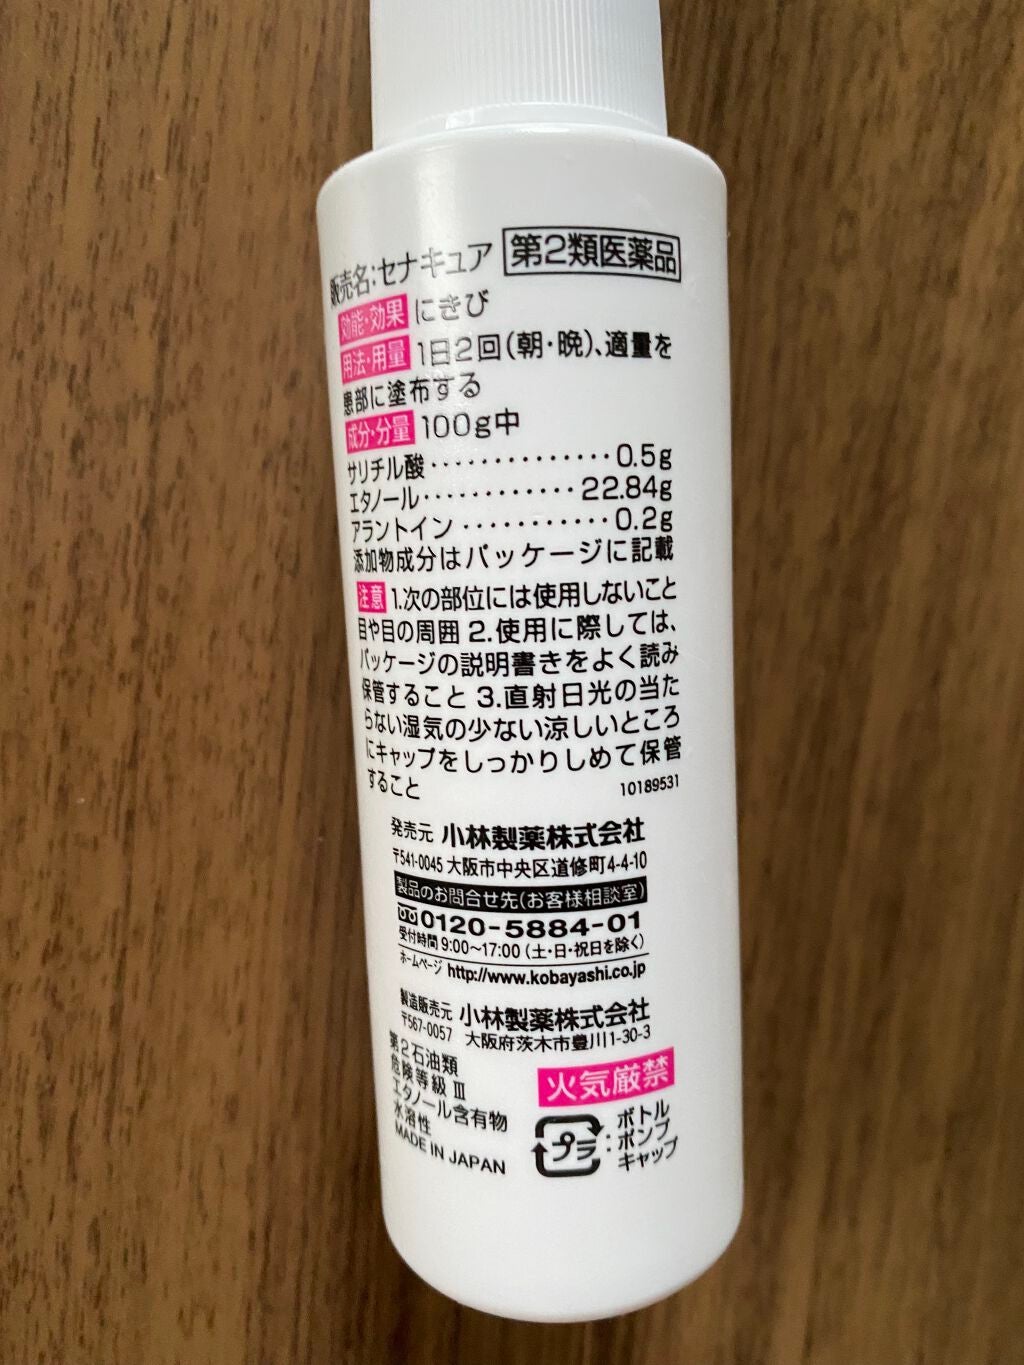 販売名:セナキュア 第2類医薬品
効能・効果 にきび
用法・用量 1日2回(朝・晩)、適量を
患部に塗布する
成分・分量 100g中
サリチル酸・・・・・・・・・・・・・・0.5g
エタノール・・・・・・・・・・・・22.84g
アラントイン・・・・・・・・・・・0.2g
添加物成分はパッケージに記載
注意 1.次の部位には使用しないこと
目や目の周囲 2.使用に際しては、
パッケージの説明書きをよく読み
保管すること 3.直射日光の当た
らない湿気の少ない涼しいところ
にキャップをしっかりしめて保管
すること 10189531
発売元 小林製薬株式会社
〒541-0045 大阪市中央区道修町4-4-10
製品のお問合せ先(お客様相談室)
0120-5884-01
受付時間 9:00〜17:00(土・日・祝日を除く)
ホームページ http://www.kobayashi.co.jp
製造販売元 小林製薬株式会社
〒567-0057 大阪府茨木市豊川1-30-3
第2石油類
危険等級 III
エタノール含有物
水溶性
MADE IN JAPAN
火気厳禁
プラ:ボトル
ポンプ
キャップ